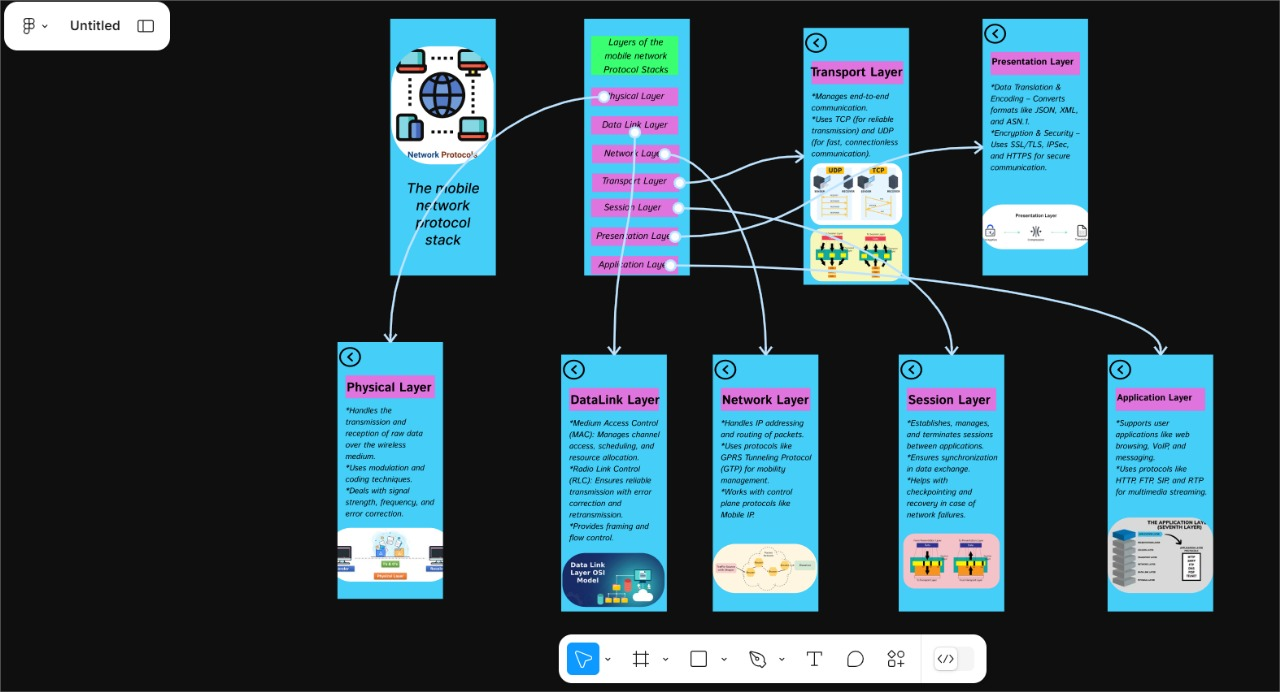 Untitled
Network Protocols
The mobile
network
protocol
stack
Layers of the
mobile network
Protocol Stacks
Physical Layer
Data Link Layer
Network Layer
Transport Layer
Session Layer
Presentation Layer
Application Layer
Transport Layer
*Manages end-to-end
communication.
*Uses TCP (for reliable
transmission) and UDP
(for fast, connectionless
communication).
UDP
TCP
Presentation Layer
*Data Translation &
Encoding – Converts
formats like JSON, XML,
and ASN.1.
*Encryption & Security –
Uses SSL/TLS, IPSec,
and HTTPS for secure
communication.
Presentation Layer
Physical Layer
*Handles the
transmission and
reception of raw data
over the wireless
medium.
*Uses modulation and
coding techniques.
*Deals with signal
strength, frequency, and
error correction.
Physical Layer
DataLink Layer
*Medium Access Control
(MAC): Manages channel
access, scheduling, and
resource allocation.
*Radio Link Control
(RLC): Ensures reliable
transmission with error
correction and
retransmission.
*Provides framing and
flow control.
Data Link
Layer OSI
Model
Network Layer
*Handles IP addressing
and routing of packets.
*Uses protocols like
GPRS Tunneling Protocol
(GTP) for mobility
management.
*Works with control
plane protocols like
Mobile IP.
Session Layer
*Establishes, manages,
and terminates sessions
between applications.
*Ensures synchronization
in data exchange.
*Helps with
checkpointing and
recovery in case of
network failures.
Application Layer
*Supports user
applications like web
browsing, VoIP, and
messaging.
*Uses protocols like
HTTP, FTP, SIP, and RTP
for multimedia streaming.
THE APPLICATION LAY
(SEVENTH LAYER)